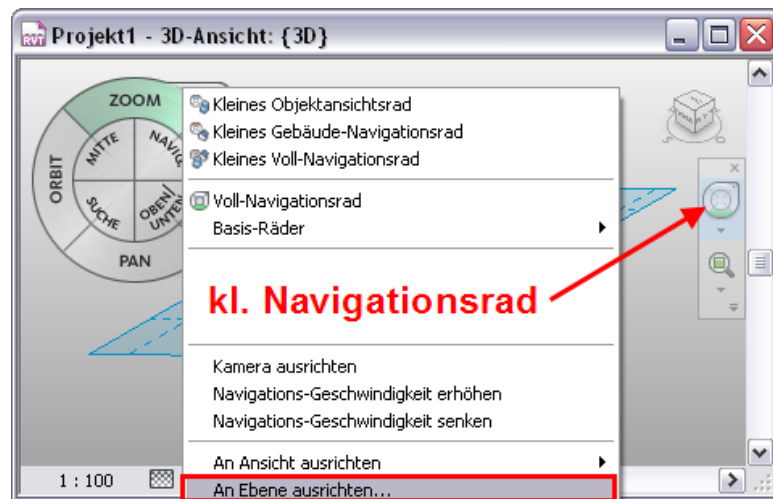 Projekt1 - 3D-Ansicht: {3D}
ZOOM
ORBIT
MITTE
SUCHE
OBEN/
UNTEN
PAN
Kleines Objektansichtsrad
Kleines Gebäude-Navigationsrad
Kleines Voll-Navigationsrad
Voll-Navigationsrad
Basis-Räder
kl. Navigationsrad
Kamera ausrichten
Navigations-Geschwindigkeit erhöhen
Navigations-Geschwindigkeit senken
An Ansicht ausrichten
An Ebene ausrichten...
1 : 100